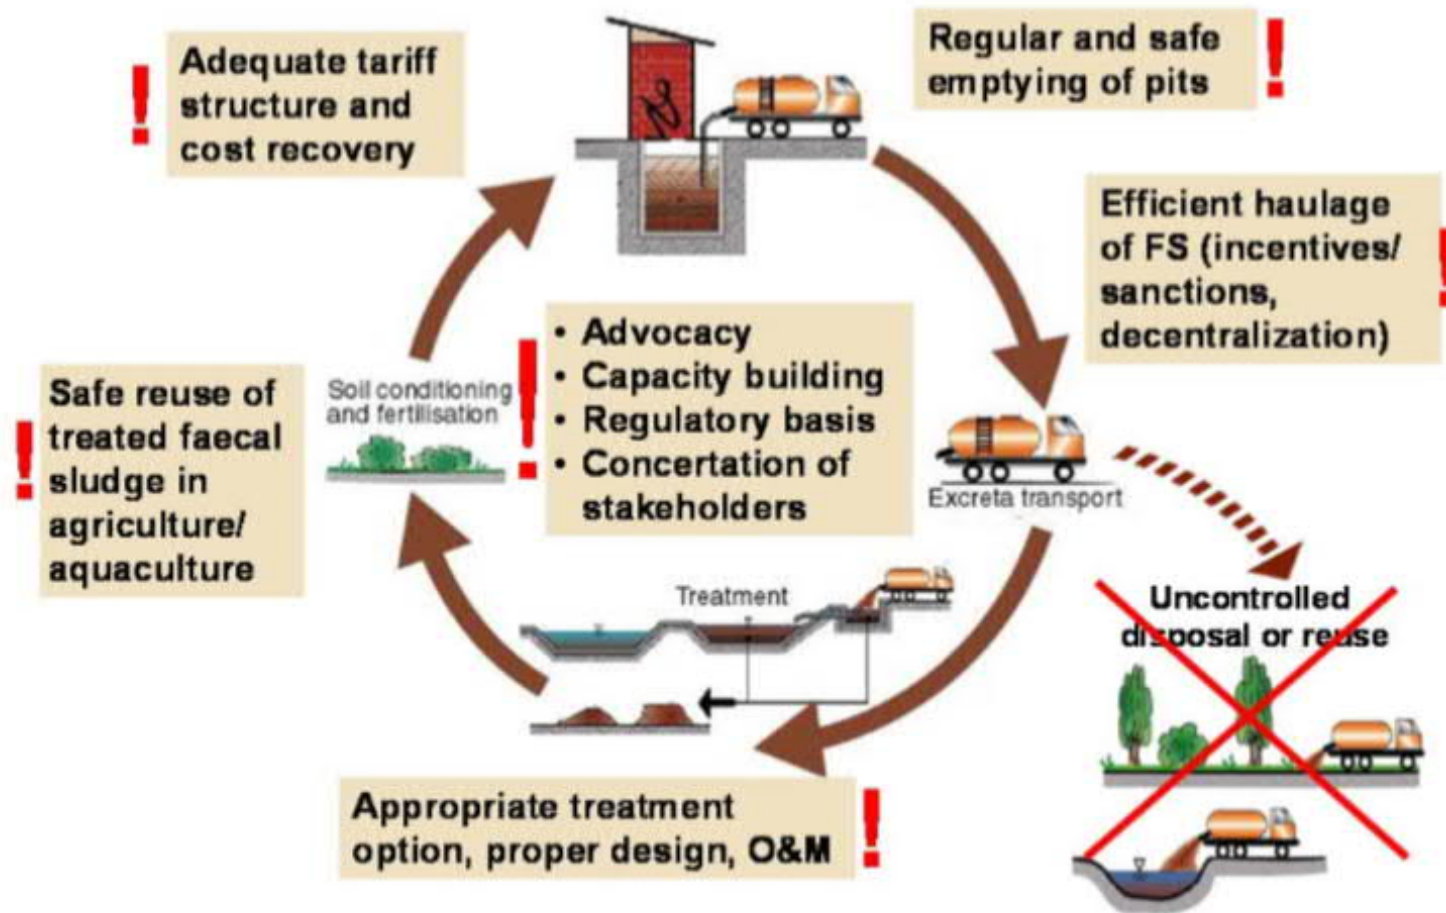 Adequate tariff
structure and
cost recovery
Regular and safe
emptying of pits
Efficient haulage
of FS (incentives/
sanctions,
decentralization)
Safe reuse of
treated faecal
sludge in
agriculture/
aquaculture
Soil conditioning
and fertilisation
• Advocacy
• Capacity building
• Regulatory basis
• Concertation of
stakeholders
Excreta transport
Treatment
Uncontrolled
disposal or reuse
Appropriate treatment
option, proper design, O&M